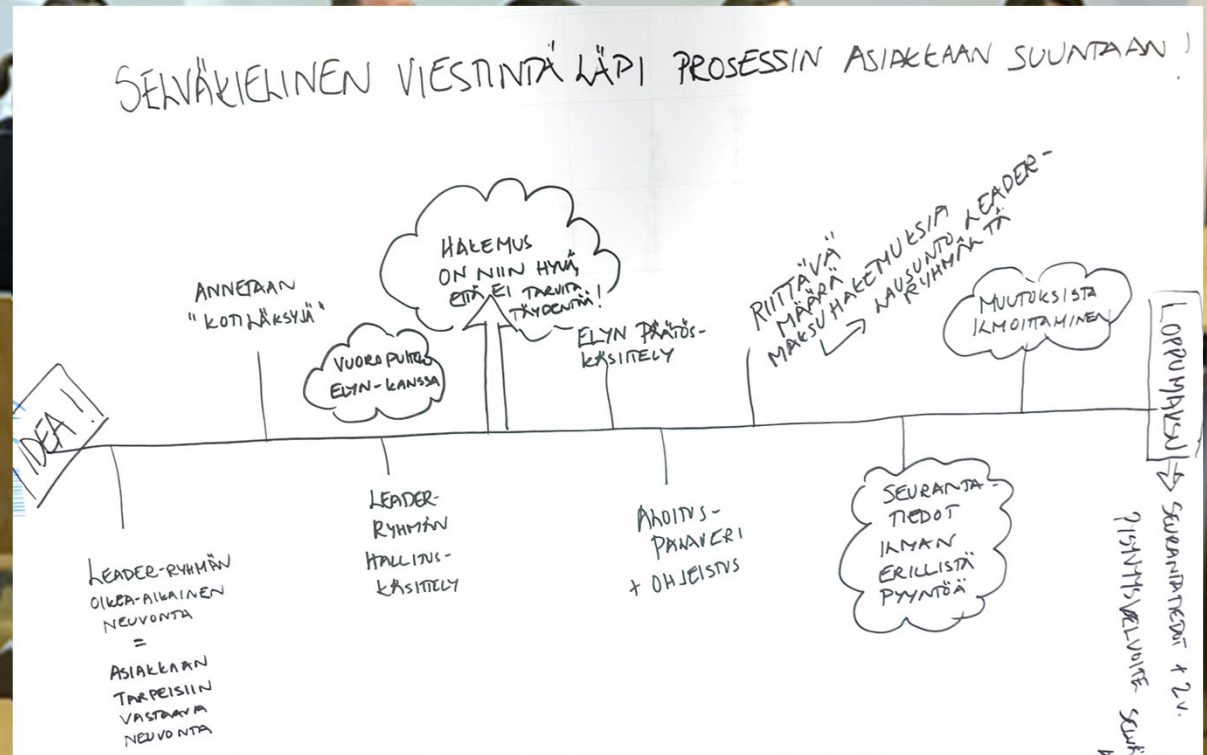 SELVÄKIELINEN VIESTINTÄ LÄPI PROSESSIN ASIAKKAAN SUUNTAAN!
IDEA!
LEADER-RYHMÄN
OIKEA-AIKAINEN
NEUVONTA
=
ASIAKKAAN
TARPEISIIN
VASTAAVA
NEUVONTA
ANNETAAN
"KOTILÄKSYJÄ"
VUOROPUHELU
ELYN-KANSSA
LEADER-
RYHMÄN
HALLITUS-
KÄSITTELY
HAKEMUS
ON NIIN HYVÄ,
ETTÄ EI TARVITA
TÄYDENTÄÄ!
ELYN PÄÄTÖS-
KÄSITTELY
ALOITUS-
PALAVERI
+ OHJEISTUS
RIITTÄVÄ
MÄÄRÄ
MAKSUHAKEMUKSIA
→ LAUSUNTO LEADER-
RYHMÄLTÄ
SEURANTA-
TIEDOT
ILMAN
ERILLISTÄ
PYYNTÖÄ
MUUTOKSISTA
ILMOITTAMINEN
LOPPUMAKSU
→ SEURANTATIEDOT + 2v.
PYSYVYYSVELVOITE